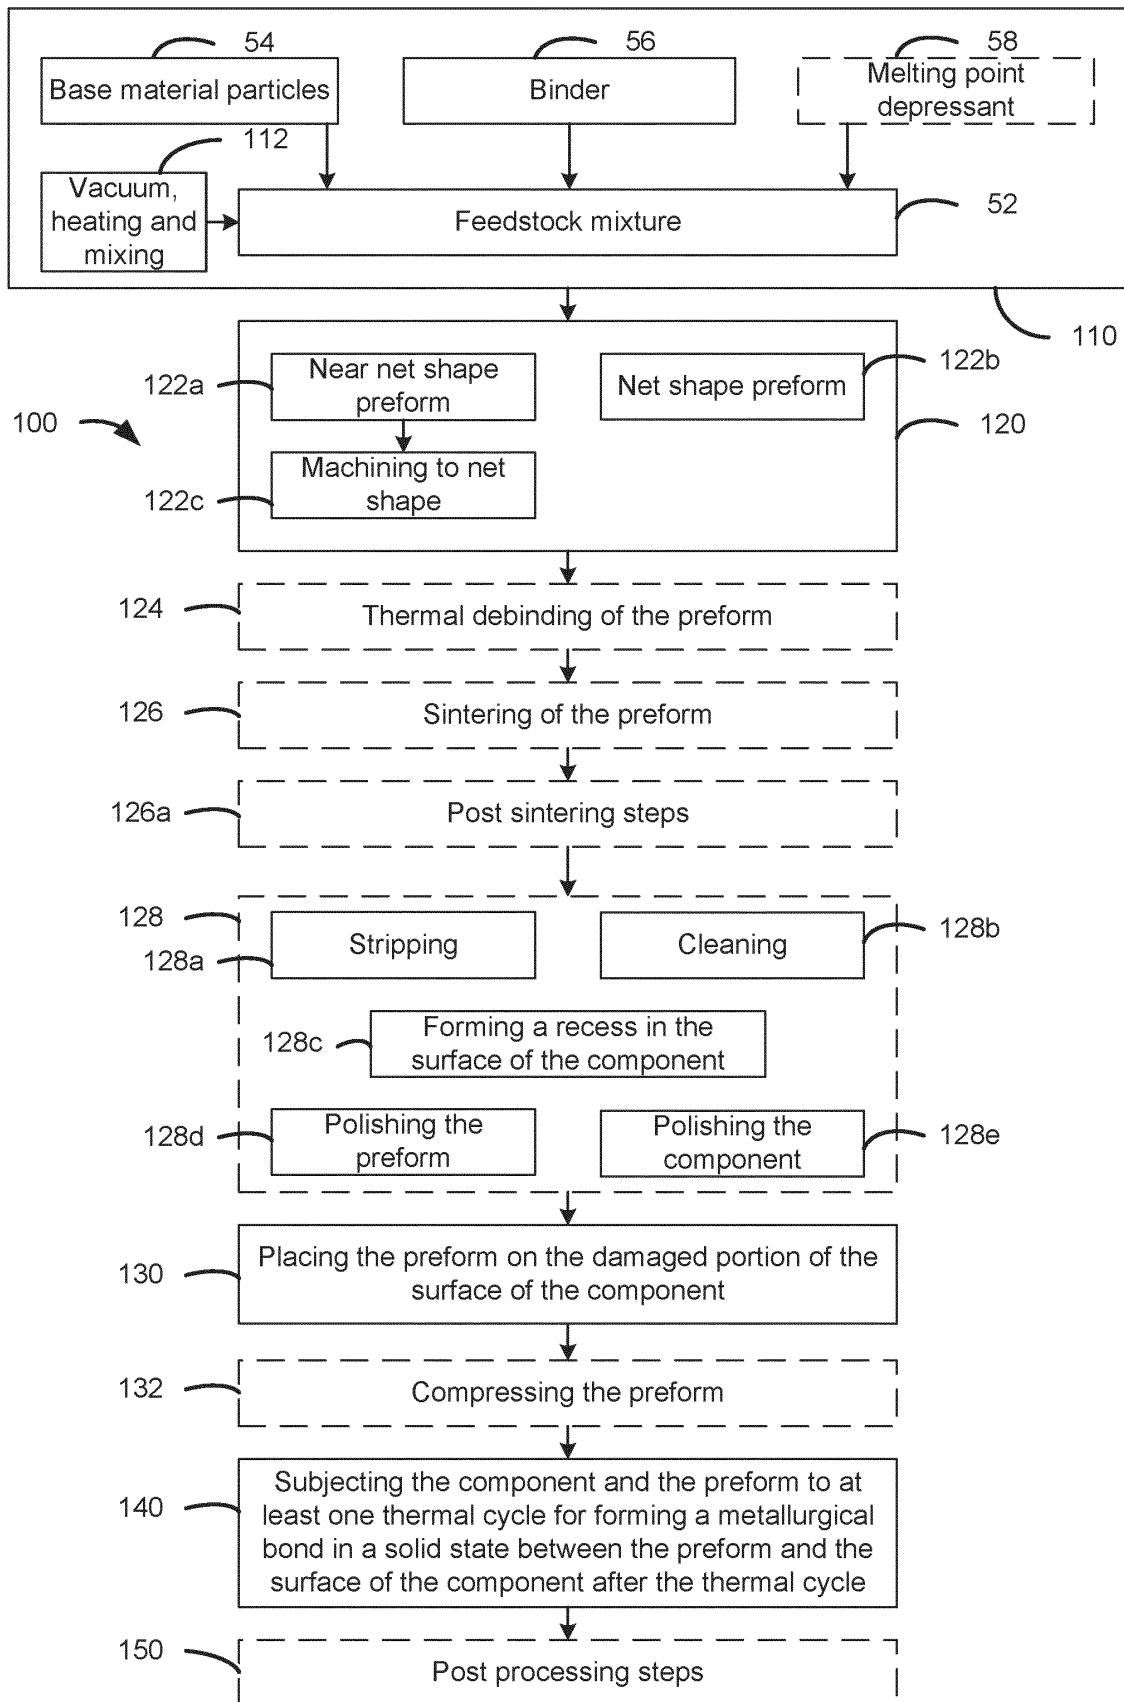 54
56
58
Base material particles
Binder
Melting point
depressant
112
Vacuum,
heating and
mixing
Feedstock mixture
52
110
122a
Near net shape
preform
Net shape preform
122b
100
120
122c
Machining to net
shape
124
Thermal debinding of the preform
126
Sintering of the preform
126a
Post sintering steps
128
128a
Stripping
Cleaning
128b
128c
Forming a recess in the
surface of the component
128d
Polishing the
preform
Polishing the
component
128e
130
Placing the preform on the damaged portion of the
surface of the component
132
Compressing the preform
140
Subjecting the component and the preform to at
least one thermal cycle for forming a metallurgical
bond in a solid state between the preform and the
surface of the component after the thermal cycle
150
Post processing steps